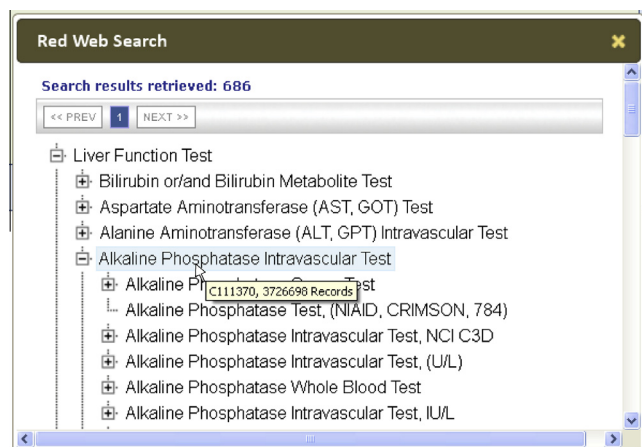 Red Web Search
Search results retrieved: 686
<< PREV 1 NEXT >>
Liver Function Test
Bilirubin or/and Bilirubin Metabolite Test
Aspartate Aminotransferase (AST, GOT) Test
Alanine Aminotransferase (ALT, GPT) Intravascular Test
Alkaline Phosphatase Intravascular Test
Alkaline Test
C111370, 3726698 Records
Alkaline Phosphatase Test, (NIAID, CRIMSON, 784)
Alkaline Phosphatase Intravascular Test, NCI C3D
Alkaline Phosphatase Intravascular Test, (U/L)
Alkaline Phosphatase Whole Blood Test
Alkaline Phosphatase Intravascular Test, IU/L